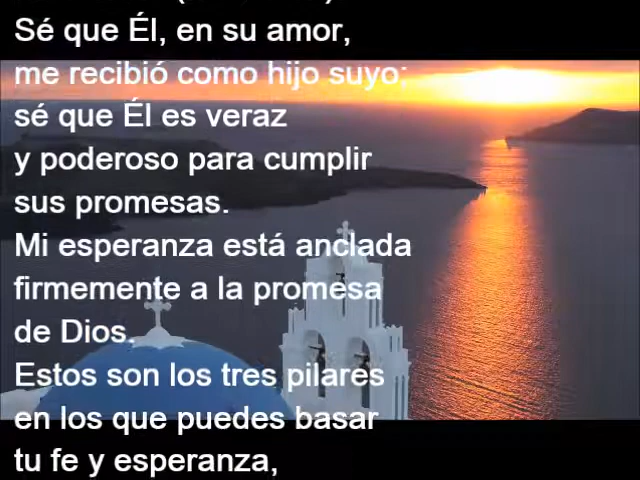 Sé que Él, en su amor,
me recibió como hijo suyo;
sé que Él es veraz
y poderoso para cumplir
sus promesas.
Mi esperanza está anclada
firmemente a la promesa
de Dios.
Estos son los tres pilares
en los que puedes basar
tu fe y esperanza,